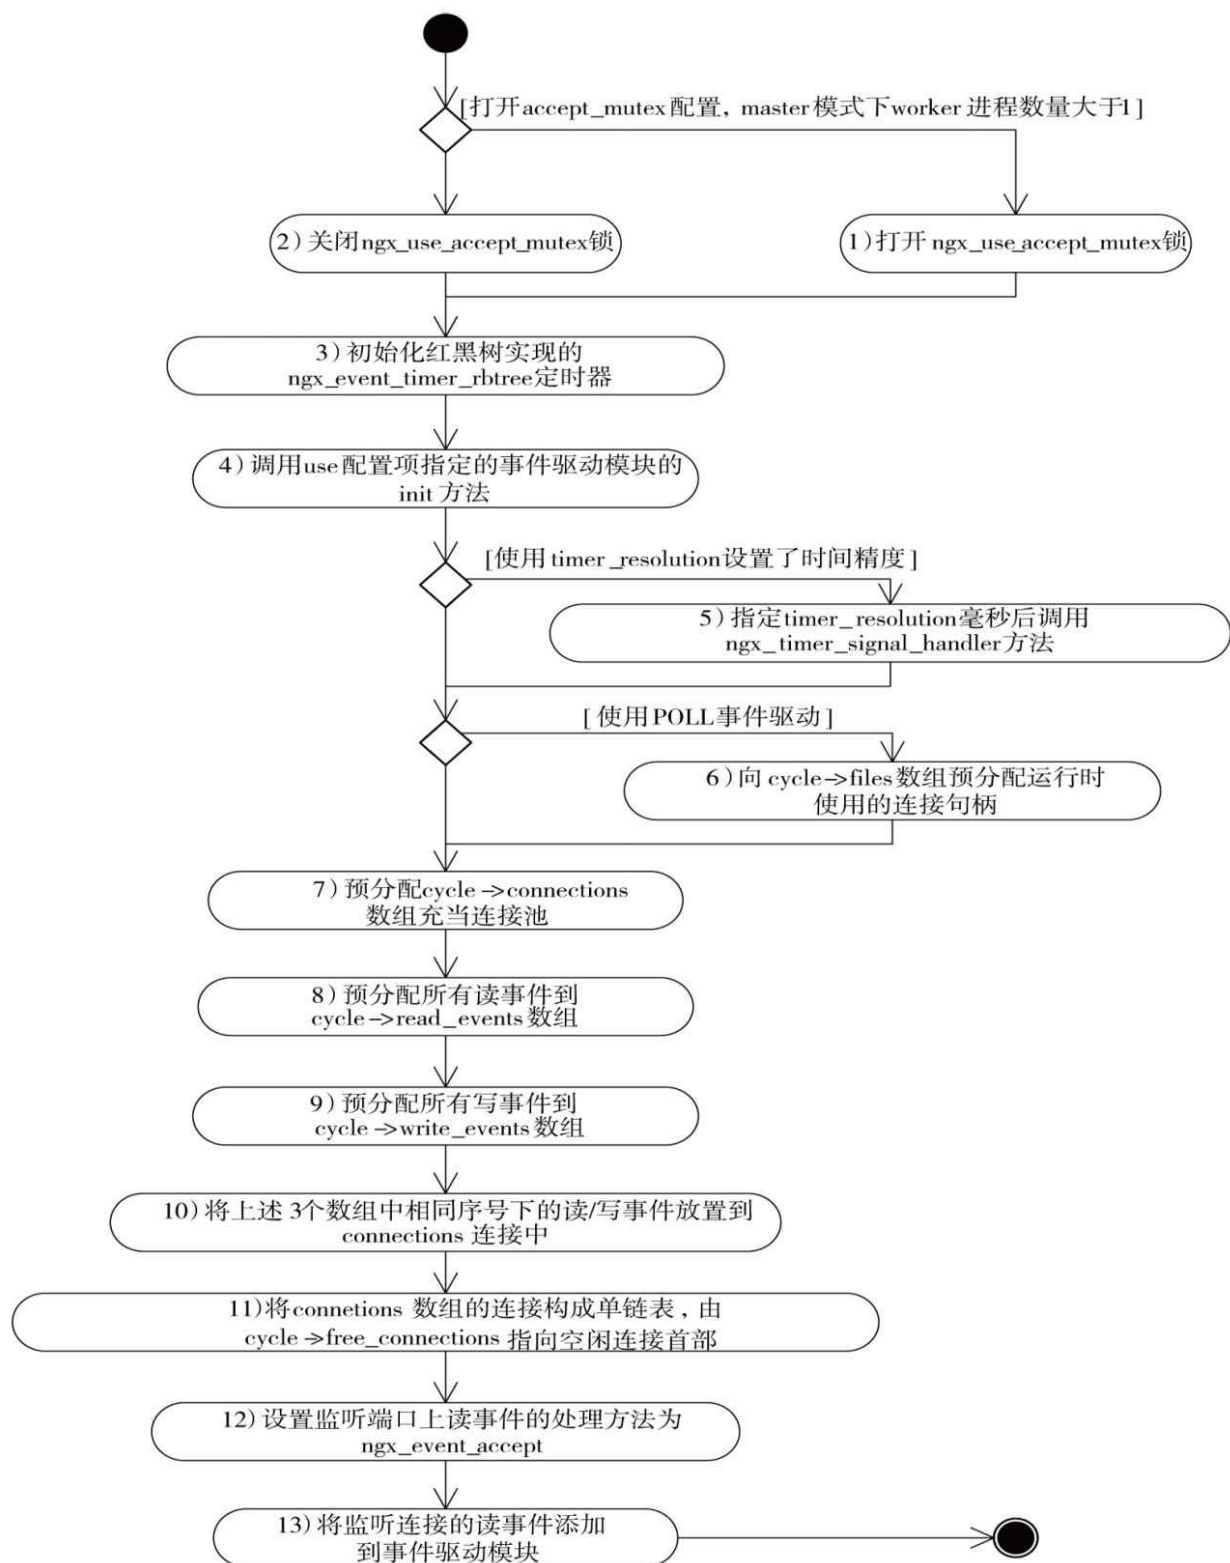 [打开accept_mutex配置, master模式下worker进程数量大于1]
2)关闭ngx_use_accept_mutex锁
1)打开 ngx_use_accept_mutex锁
3)初始化红黑树实现的
ngx_event_timer_rbtree定时器
4)调用use配置项指定的事件驱动模块的
init 方法
[使用 timer_resolution设置了时间精度]
5)指定timer_resolution毫秒后调用
ngx_timer_signal_handler方法
[使用POLL事件驱动]
6)向 cycle->files数组预分配运行时
使用的连接句柄
7)预分配cycle->connections
数组充当连接池
8)预分配所有读事件到
cycle->read_events数组
9)预分配所有写事件到
cycle->write_events数组
10)将上述 3个数组中相同序号下的读/写事件放置到
connections 连接中
11)将connetions 数组的连接构成单链表，由
cycle->free_connections 指向空闲连接首部
12)设置监听端口上读事件的处理方法为
ngx_event_accept
13)将监听连接的读事件添加
到事件驱动模块